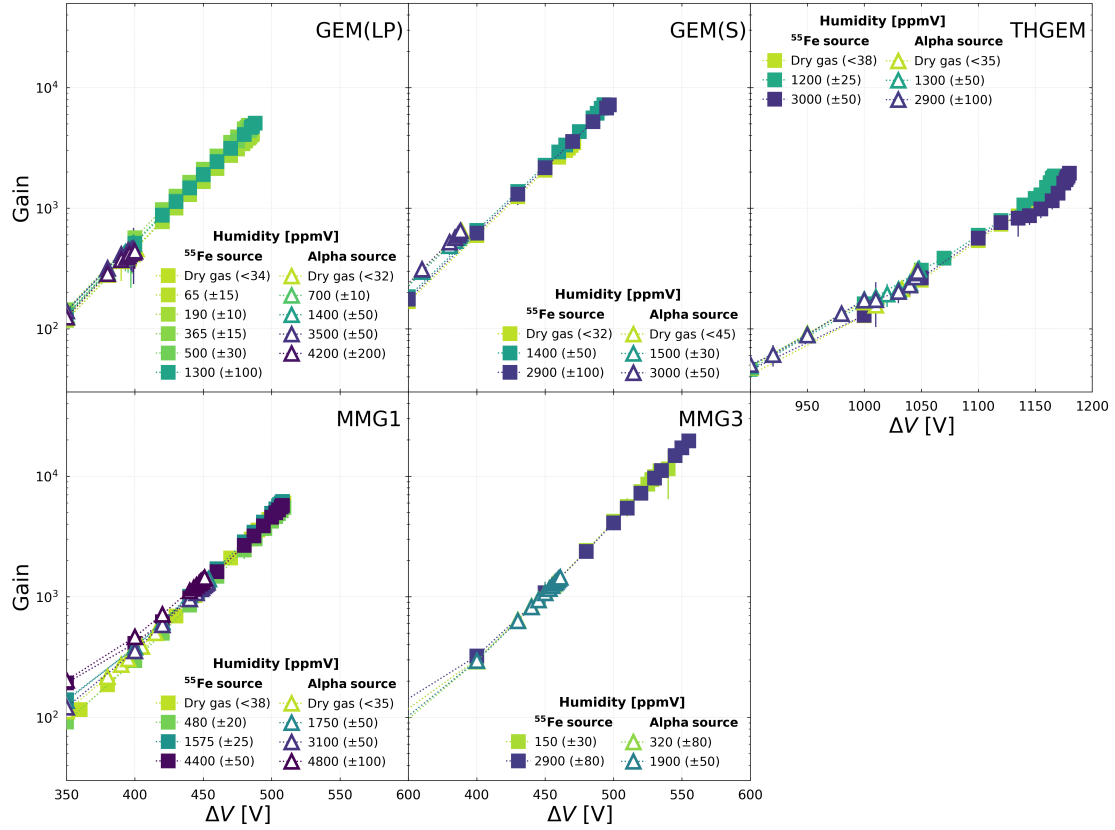 GEM(LP)
Gain
10⁴
10³
10²
Humidity [ppmV]
⁵⁵Fe source Alpha source
Dry gas (<34) Dry gas (<32)
65 (±15) 700 (±10)
190 (±10) 1400 (±50)
365 (±15) 3500 (±50)
500 (±30) 4200 (±200)
1300 (±100)
GEM(S)
Humidity [ppmV]
⁵⁵Fe source Alpha source
Dry gas (<32) Dry gas (<45)
1400 (±50) 1500 (±30)
2900 (±100) 3000 (±50)
THGEM
Humidity [ppmV]
⁵⁵Fe source Alpha source
Dry gas (<38) Dry gas (<35)
1200 (±25) 1300 (±50)
3000 (±50) 2900 (±100)
950 1000 1050 1100 1150 1200
ΔV [V]
MMG1
Gain
10⁴
10³
10²
Humidity [ppmV]
⁵⁵Fe source Alpha source
Dry gas (<38) Dry gas (<35)
480 (±20) 1750 (±50)
1575 (±25) 3100 (±50)
4400 (±50) 4800 (±100)
350 400 450 500 550 600
ΔV [V]
MMG3
Humidity [ppmV]
⁵⁵Fe source Alpha source
150 (±30) 320 (±80)
2900 (±80) 1900 (±50)
400 450 500 550 600
ΔV [V]